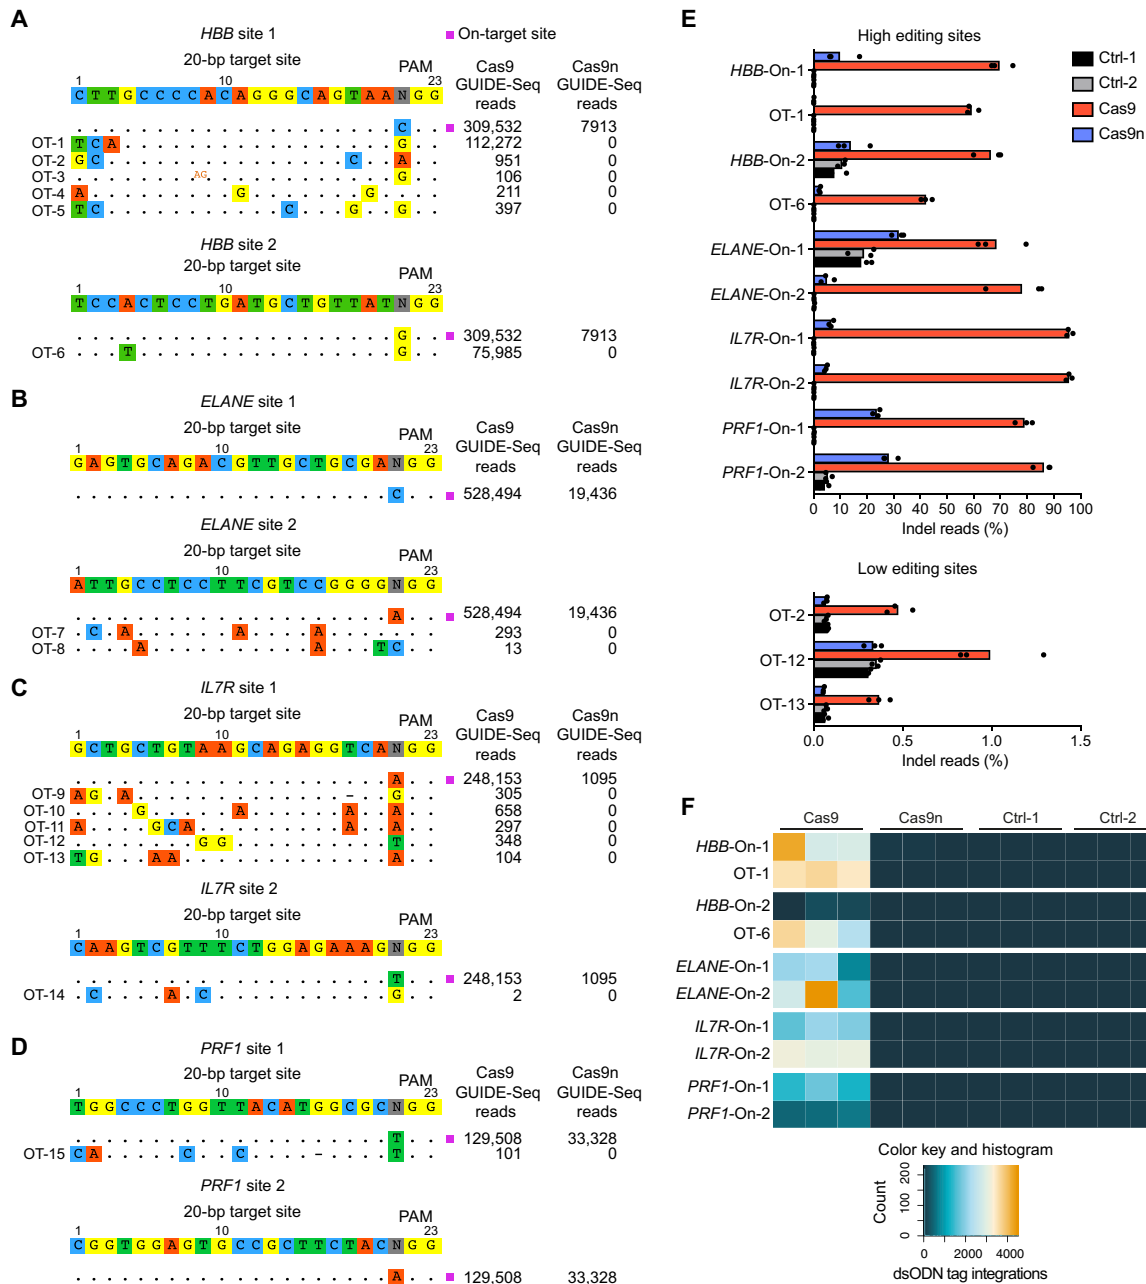 A
HBB site 1
On-target site
20-bp target site
PAM
Cas9 GUIDE-Seq reads
Cas9n GUIDE-Seq reads
1 10 23
C T T G C C C C A C A G G G C A G T A A N G G
. . . . . . . . . . . . . . . . . . . . C . . 309,532 7913
OT-1 T C A . . . . . . . . . . . . . . . . . G . . 112,272 0
OT-2 G C . . . . . . . . . . . . . . . . C . A . . 951 0
OT-3 . . . . . . . . AG . . . . . . . . . . . . G . . 106 0
OT-4 A . . . . . . . . . . G . . . . . . . . G . . . 211 0
OT-5 T C . . . . . . . . . . . . C . . . G . . G . . 397 0
HBB site 2
20-bp target site
PAM
1 10 23
T C C A C T C C T G A T G C T G T T A T N G G
. . . . . . . . . . . . . . . . . . . . G . . 309,532 7913
OT-6 . . . T . . . . . . . . . . . . . . . . G . . 75,985 0
B
ELANE site 1
20-bp target site
PAM
Cas9 GUIDE-Seq reads
Cas9n GUIDE-Seq reads
1 10 23
G A G T G C A G A C G T T G C T G C G A N G G
. . . . . . . . . . . . . . . . . . . . C . . 528,494 19,436
ELANE site 2
20-bp target site
PAM
1 10 23
A T T G C C T C C T T C G T C C G G G G N G G
. . . . . . . . . . . . . . . . . . . . A . . 528,494 19,436
OT-7 . C . A . . . . . . . A . . . . A . . . . . . 293 0
OT-8 . . . . A . . . . . . . . . . . A . . . T C . . 13 0
C
IL7R site 1
20-bp target site
PAM
Cas9 GUIDE-Seq reads
Cas9n GUIDE-Seq reads
1 10 23
G C T G C T G T A A G C A G A G G T C A N G G
. . . . . . . . . . . . . . . . . . . . A . . 248,153 1095
OT-9 A G . A . . . . . . . . . . . . . – . . G . . 305 0
OT-10 . . . . G . . . . . A . . . . . . A . . A . . 658 0
OT-11 A . . . . G C A . . . . . . . . . A . . A . . 297 0
OT-12 . . . . . . . . G G . . . . . . . . . . T . . 348 0
OT-13 T G . . . A A . . . . . . . . . . . . . A . . 104 0
IL7R site 2
20-bp target site
PAM
1 10 23
C A A G T C G T T T C T G G A G A A A G N G G
. . . . . . . . . . . . . . . . . . . . T . . 248,153 1095
OT-14 . C . . . . A . C . . . . . . . . . . . G . . 2 0
D
PRF1 site 1
20-bp target site
PAM
Cas9 GUIDE-Seq reads
Cas9n GUIDE-Seq reads
1 10 23
T G G C C C T G G T T A C A T G G C G C N G G
. . . . . . . . . . . . . . . . . . . . T . . 129,508 33,328
OT-15 C A . . . . . C . . . C . . . . – . . . . T . . 101 0
PRF1 site 2
20-bp target site
PAM
1 10 23
C G G T G G A G T G C C G C T T C T A C N G G
. . . . . . . . . . . . . . . . . . . . A . . 129,508 33,328
E
High editing sites
Ctrl-1
Ctrl-2
Cas9
Cas9n
HBB-On-1
OT-1
HBB-On-2
OT-6
ELANE-On-1
ELANE-On-2
IL7R-On-1
IL7R-On-2
PRF1-On-1
PRF1-On-2
0 10 20 30 40 50 60 70 80 90 100
Indel reads (%)
Low editing sites
OT-2
OT-12
OT-13
0.0 0.5 1.0 1.5
Indel reads (%)
F
Cas9 Cas9n Ctrl-1 Ctrl-2
HBB-On-1
OT-1
HBB-On-2
OT-6
ELANE-On-1
ELANE-On-2
IL7R-On-1
IL7R-On-2
PRF1-On-1
PRF1-On-2
Color key and histogram
Count
0 100 200
0 2000 4000
dsODN tag integrations